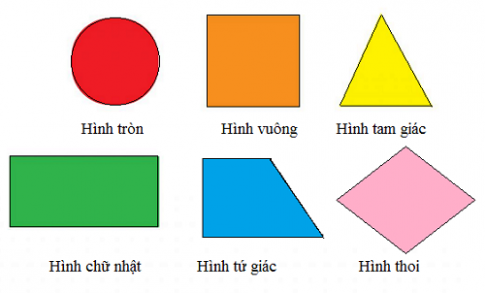 Hình tròn
Hình vuông
Hình tam giác
Hình chữ nhật
Hình tứ giác
Hình thoi